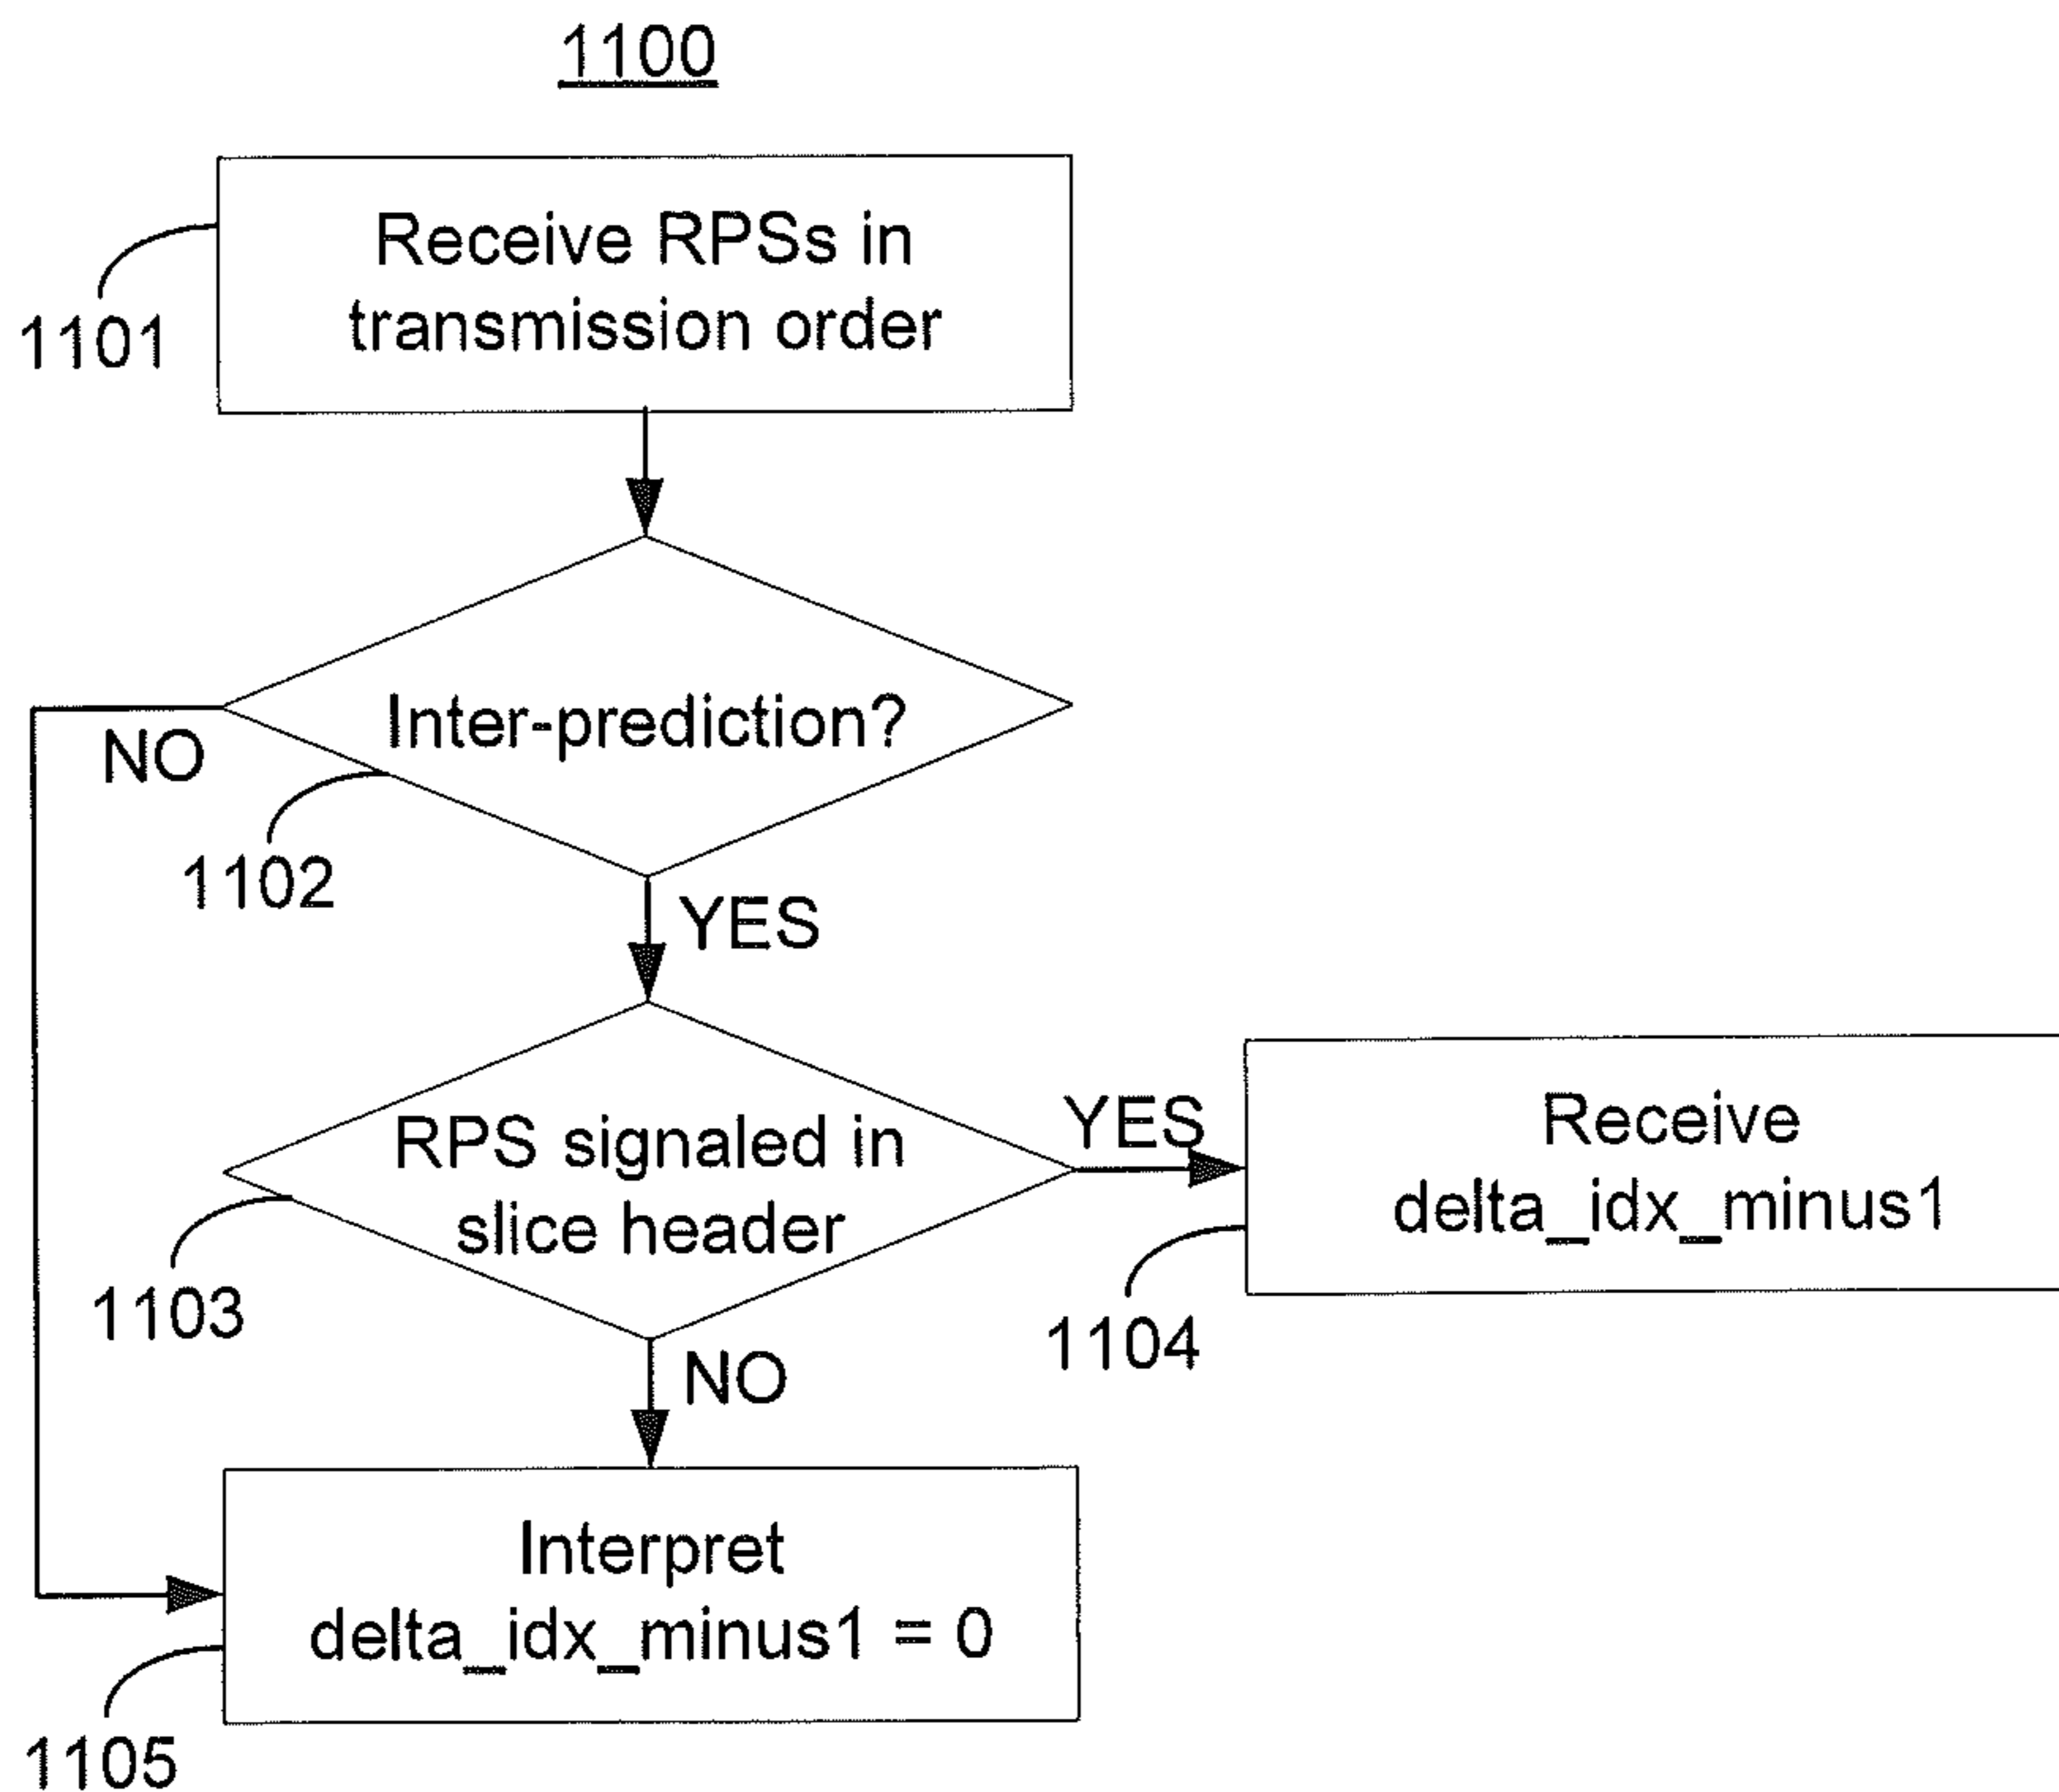 1100
Receive RPSs in
transmission order
1101
Inter-prediction?
NO
1102
YES
RPS signaled in
slice header
YES
1103
Receive
delta_idx_minus1
1104
NO
Interpret
delta_idx_minus1 = 0
1105